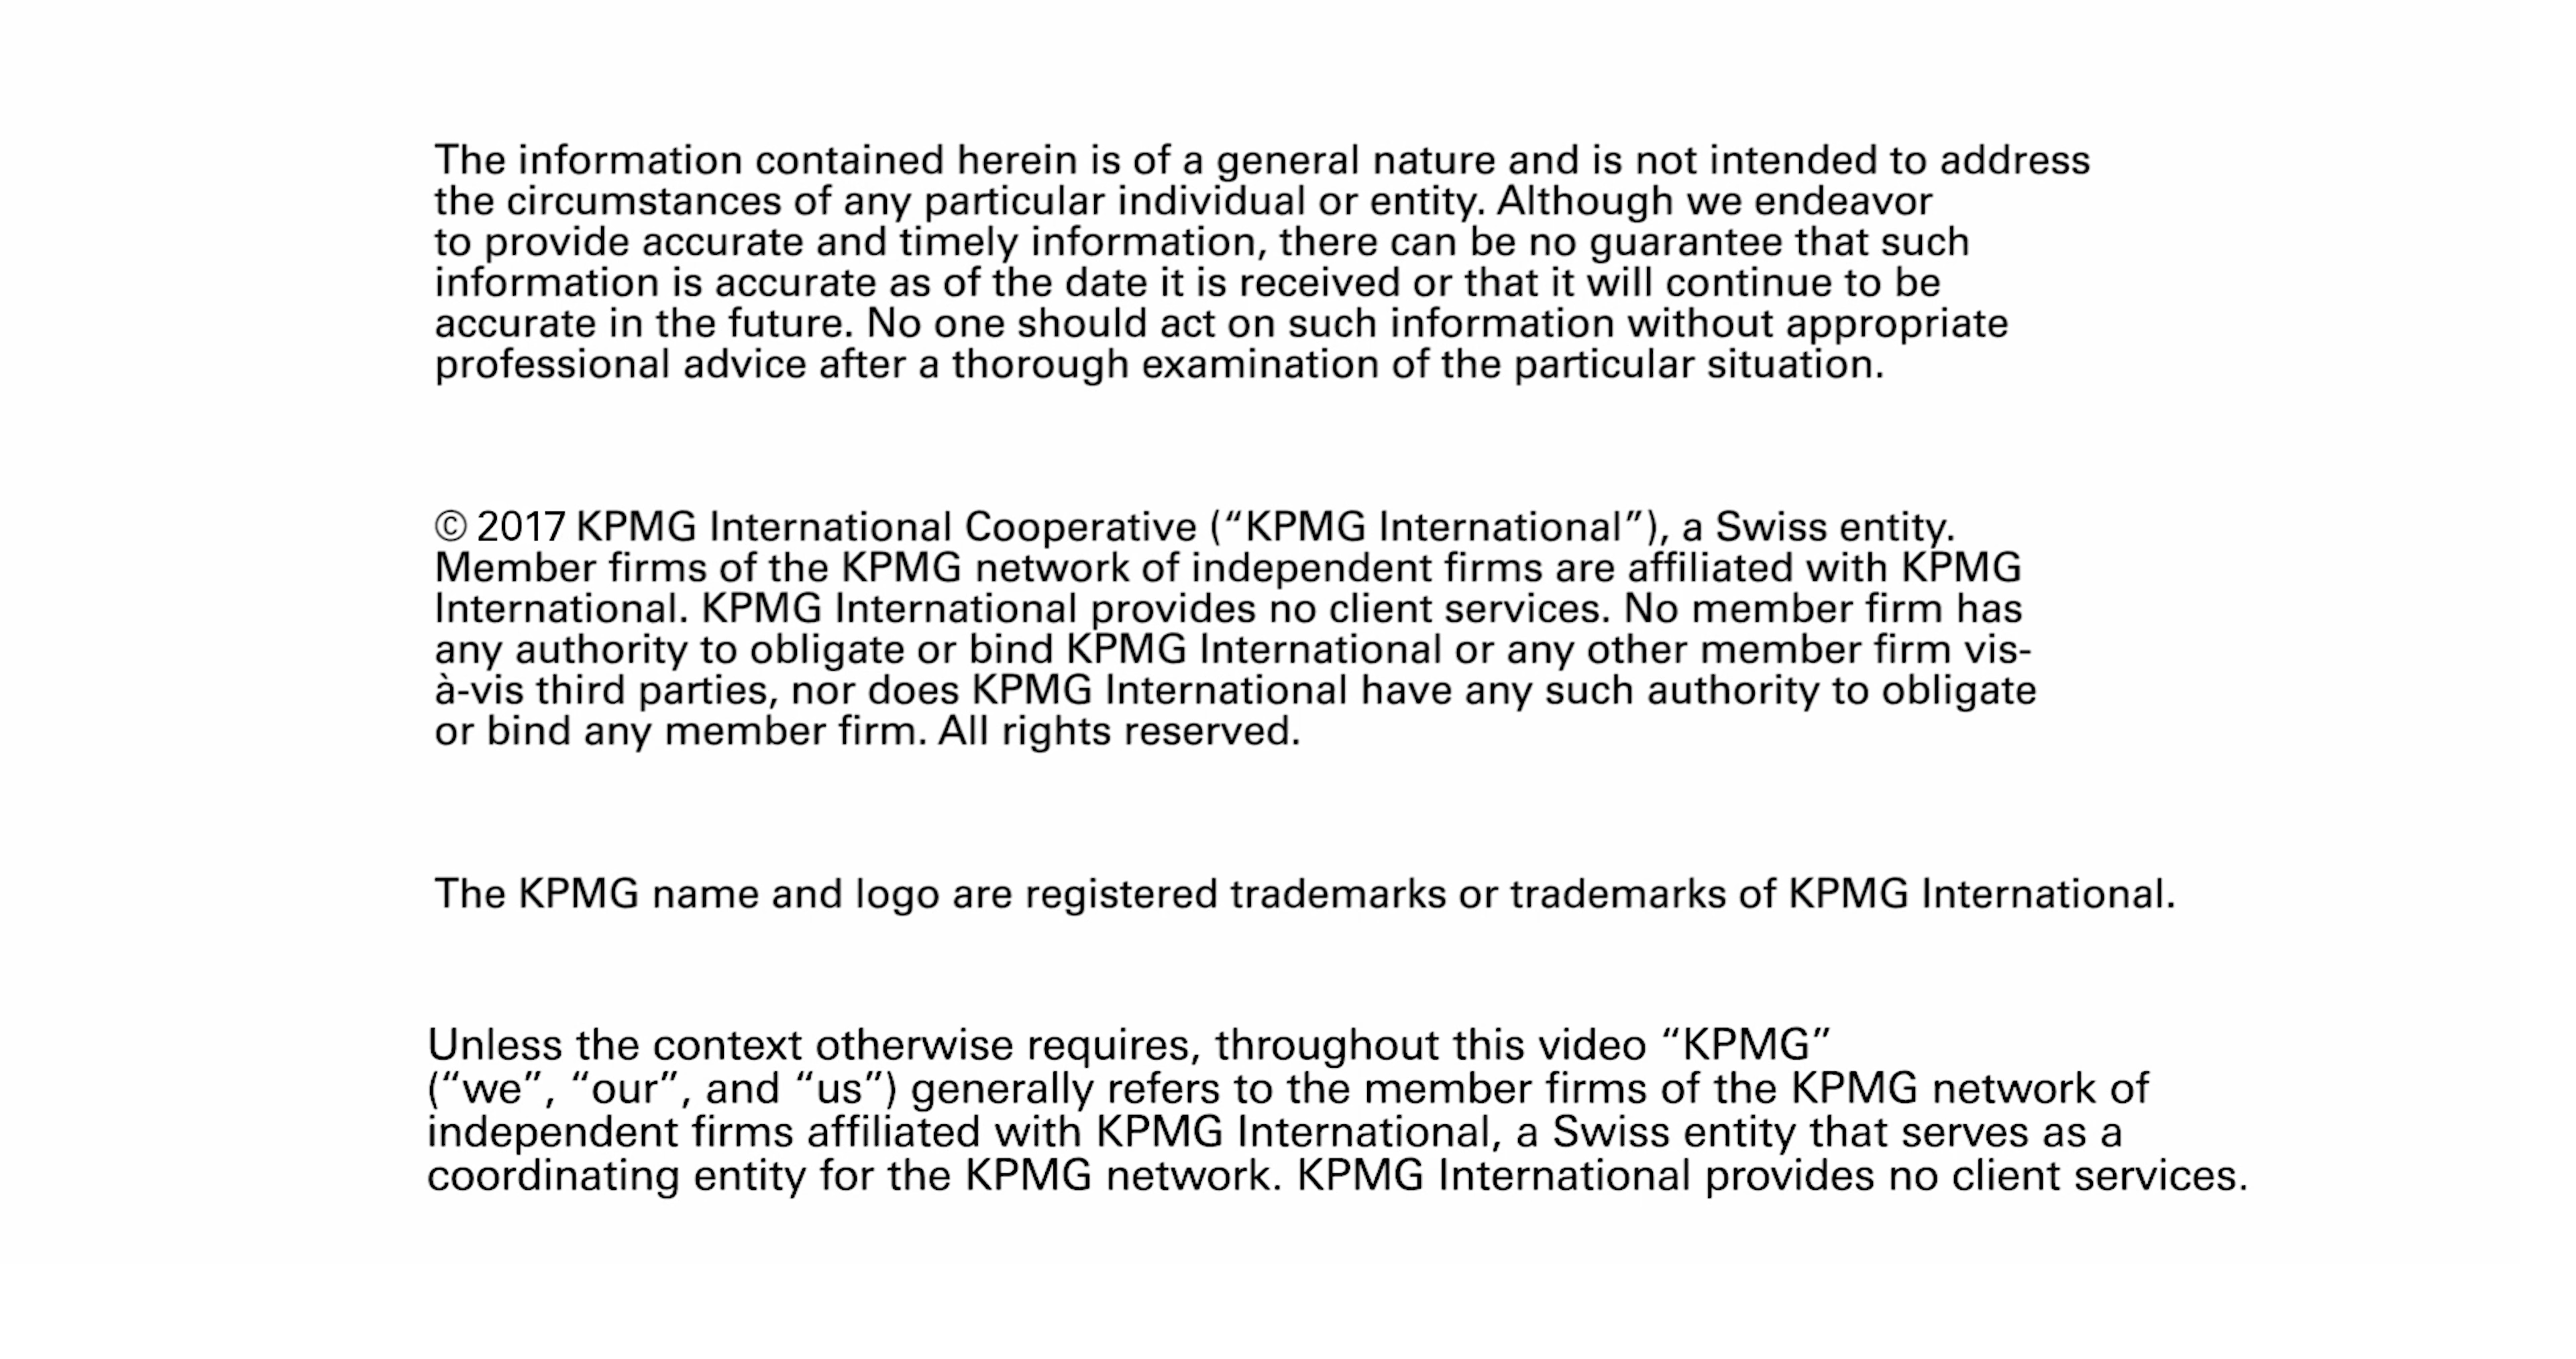 The information contained herein is of a general nature and is not intended to address
the circumstances of any particular individual or entity. Although we endeavor
to provide accurate and timely information, there can be no guarantee that such
information is accurate as of the date it is received or that it will continue to be
accurate in the future. No one should act on such information without appropriate
professional advice after a thorough examination of the particular situation.
© 2017 KPMG International Cooperative (“KPMG International”), a Swiss entity.
Member firms of the KPMG network of independent firms are affiliated with KPMG
International. KPMG International provides no client services. No member firm has
any authority to obligate or bind KPMG International or any other member firm vis-
à-vis third parties, nor does KPMG International have any such authority to obligate
or bind any member firm. All rights reserved.
The KPMG name and logo are registered trademarks or trademarks of KPMG International.
Unless the context otherwise requires, throughout this video “KPMG”
(“we”, “our”, and “us”) generally refers to the member firms of the KPMG network of
independent firms affiliated with KPMG International, a Swiss entity that serves as a
coordinating entity for the KPMG network. KPMG International provides no client services.